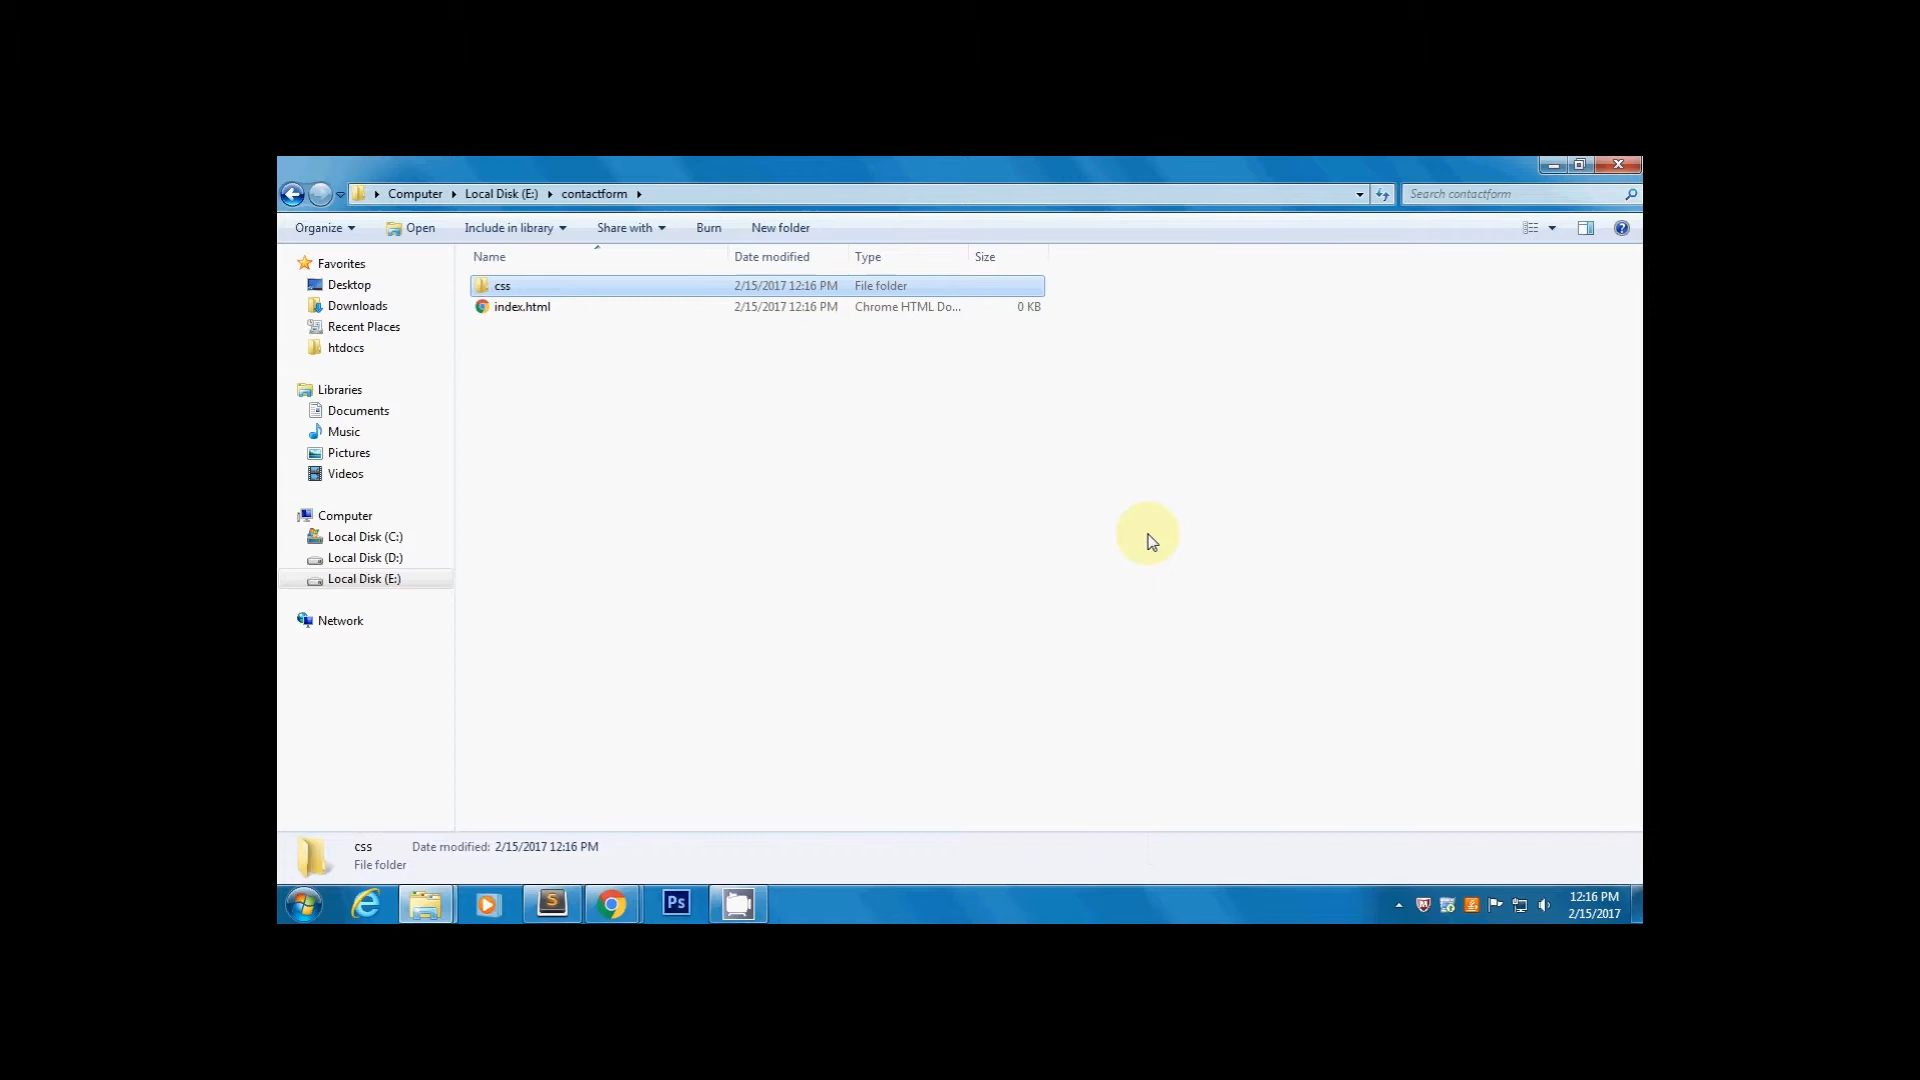 Computer Local Disk (E:) contactform Search contactform
Organize Open Include in library Share with Burn New folder
Name Date modified Type Size
css 2/15/2017 12:16 PM File folder
index.html 2/15/2017 12:16 PM Chrome HTML Do... 0 KB
Favorites
Desktop
Downloads
Recent Places
htdocs
Libraries
Documents
Music
Pictures
Videos
Computer
Local Disk (C:)
Local Disk (D:)
Local Disk (E:)
Network
css Date modified: 2/15/2017 12:16 PM
File folder
S Ps
12:16 PM
2/15/2017